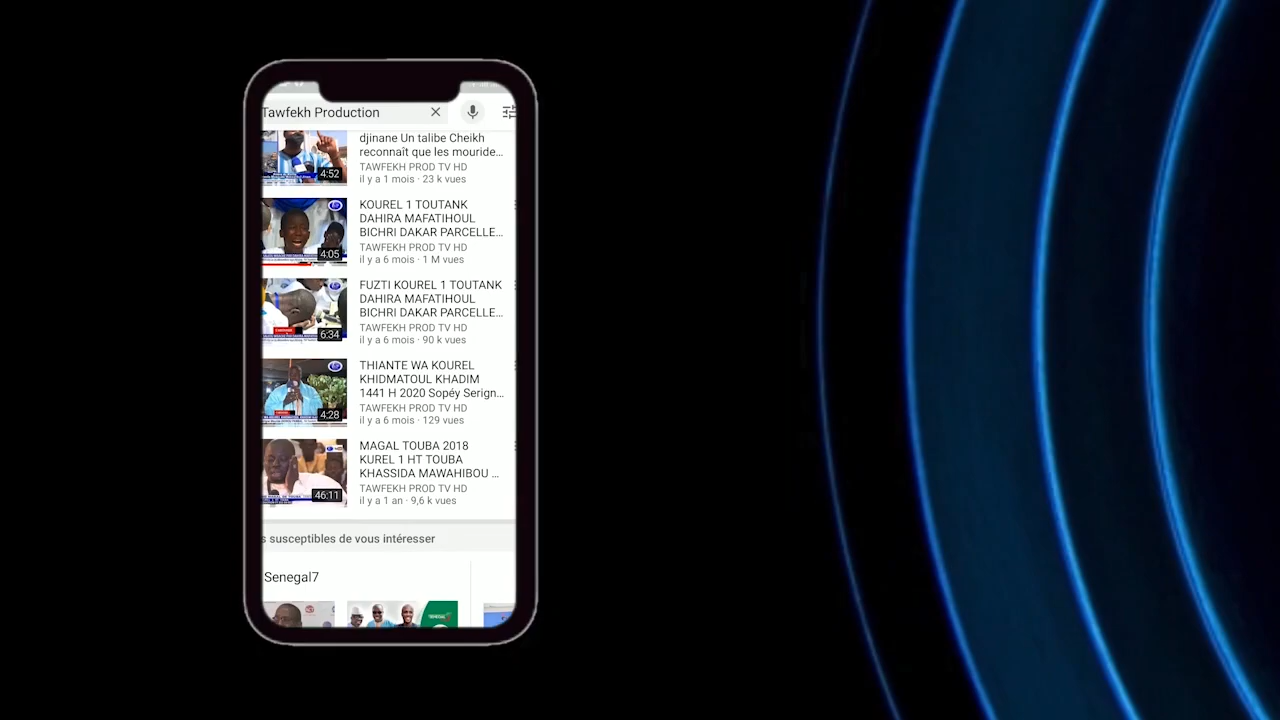 Tawfekh Production
djinane Un talibe Cheikh
reconnaît que les mouride...
TAWFEKH PROD TV HD
il y a 1 mois · 23 k vues
4:52
KOUREL 1 TOUTANK
DAHIRA MAFATIHOUL
BICHRI DAKAR PARCELLE...
TAWFEKH PROD TV HD
il y a 6 mois · 1 M vues
4:05
FUZTI KOUREL 1 TOUTANK
DAHIRA MAFATIHOUL
BICHRI DAKAR PARCELLE...
TAWFEKH PROD TV HD
il y a 6 mois · 90 k vues
6:34
THIANTE WA KOUREL
KHIDMATOUL KHADIM
1441 H 2020 Sopéy Serign...
TAWFEKH PROD TV HD
il y a 6 mois · 129 vues
4:28
MAGAL TOUBA 2018
KUREL 1 HT TOUBA
KHASSIDA MAWAHIBOU ...
TAWFEKH PROD TV HD
il y a 1 an · 9,6 k vues
46:11
s susceptibles de vous intéresser
Senegal7